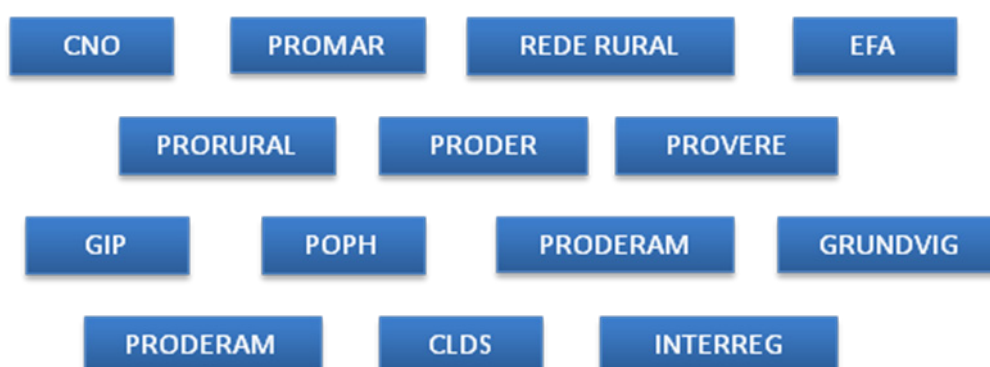 CNO PROMAR REDE RURAL EFA
PRORURAL PRODER PROVERE
GIP POPH PRODERAM GRUNDVIG
PRODERAM CLDS INTERREG